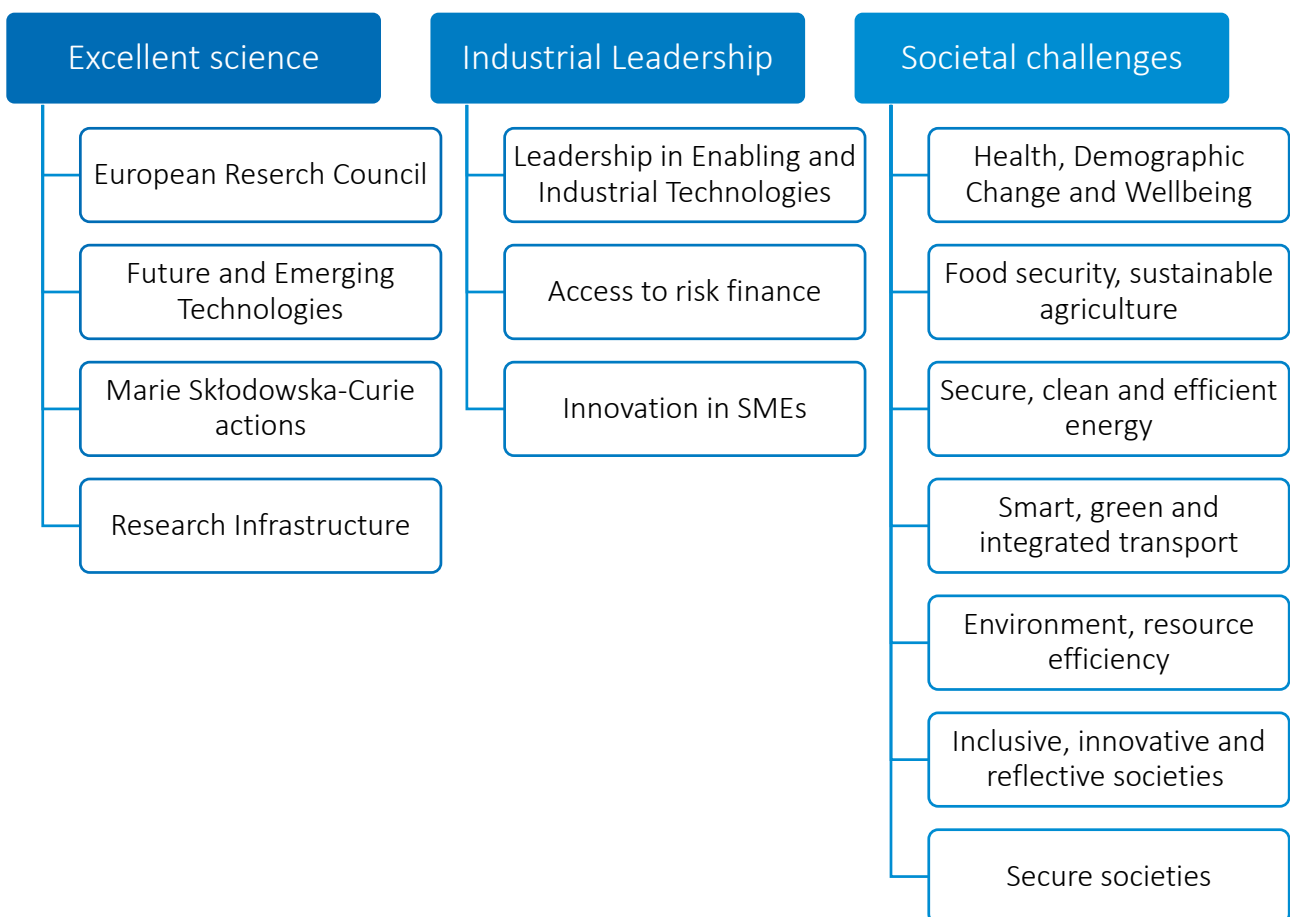 Excellent science
European Reserch Council
Future and Emerging
Technologies
Marie Skłodowska-Curie
actions
Research Infrastructure
Industrial Leadership
Leadership in Enabling and
Industrial Technologies
Access to risk finance
Innovation in SMEs
Societal challenges
Health, Demographic
Change and Wellbeing
Food security, sustainable
agriculture
Secure, clean and efficient
energy
Smart, green and
integrated transport
Environment, resource
efficiency
Inclusive, innovative and
reflective societies
Secure societies